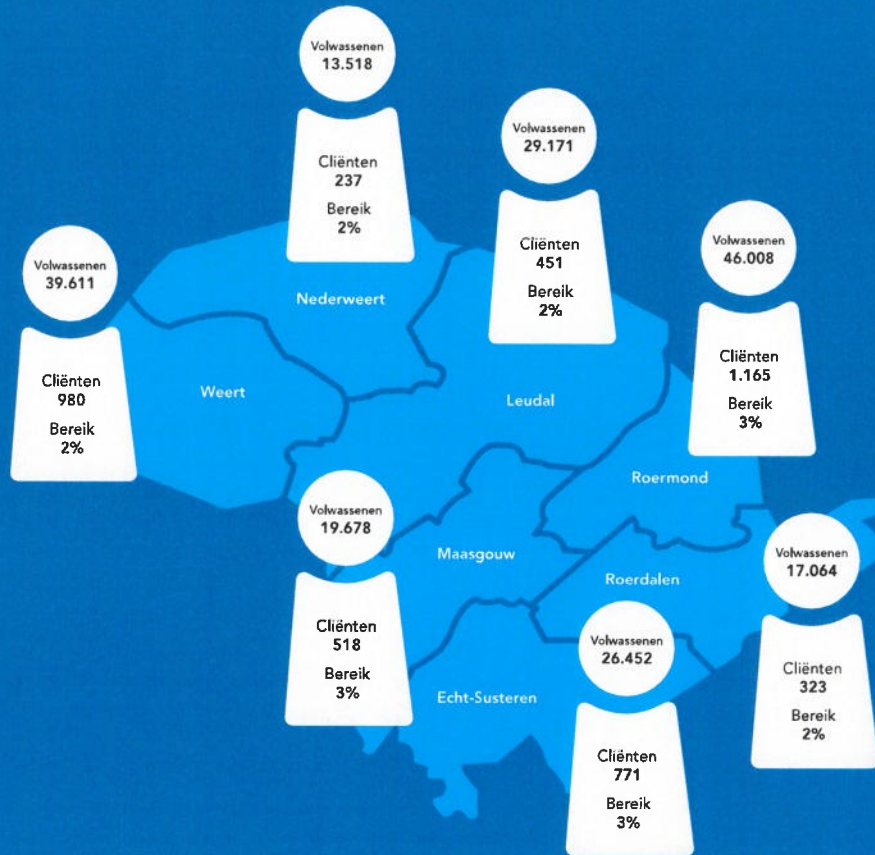 Volwassenen
13.518
Cliënten
237
Bereik
2%
Volwassenen
29.171
Cliënten
451
Bereik
2%
Volwassenen
46.008
Cliënten
1.165
Bereik
3%
Volwassenen
39.611
Cliënten
980
Bereik
2%
Nederweert
Weert
Leudal
Roermond
Volwassenen
19.678
Cliënten
518
Bereik
3%
Maasgouw
Roerdalen
Volwassenen
17.064
Cliënten
323
Bereik
2%
Volwassenen
26.452
Cliënten
771
Bereik
3%
Echt-Susteren